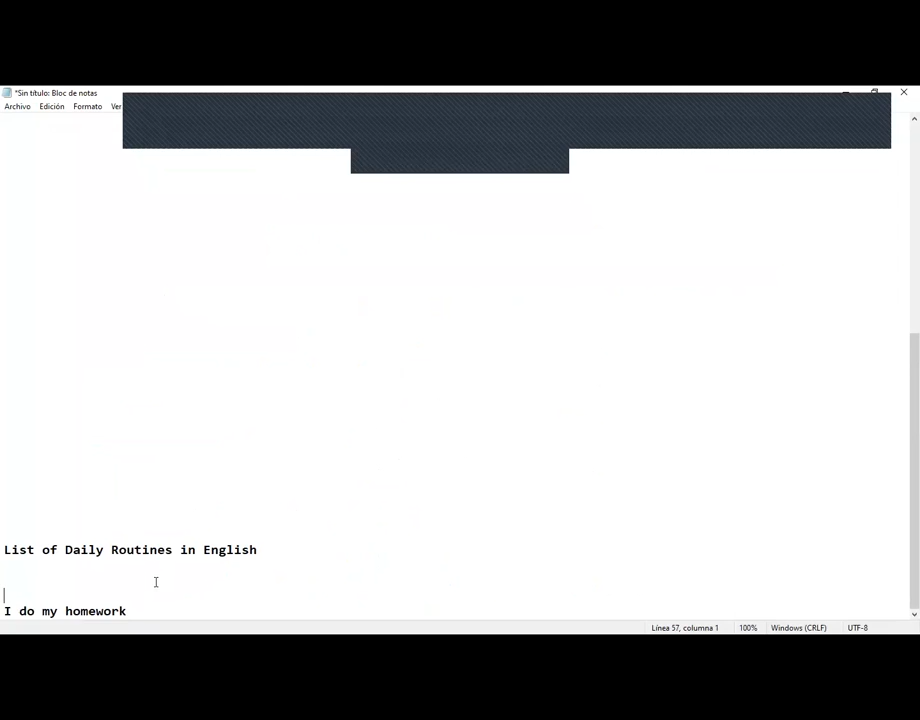 *Sin título: Bloc de notas
Archivo Edición Formato Ver
List of Daily Routines in English
I do my homework
Línea 57, columna 1 100% Windows (CRLF) UTF-8